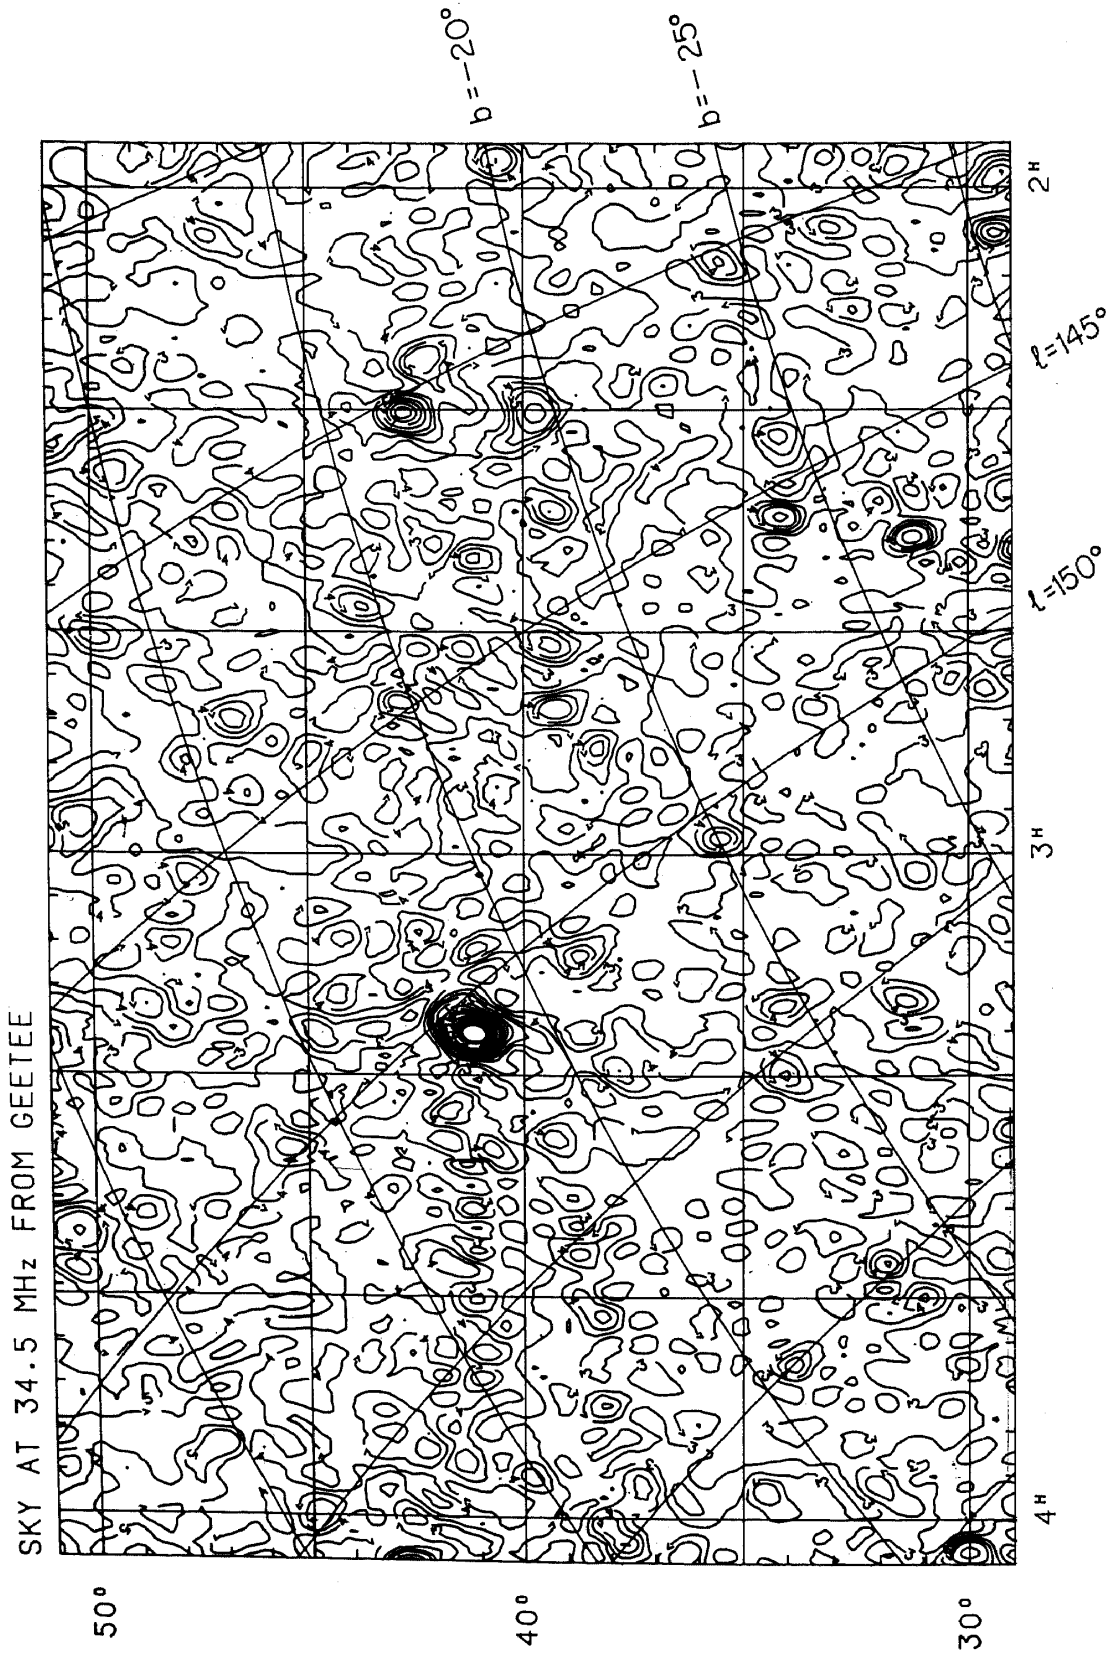 SKY AT 34.5 MHz FROM GEETEE
b=-20°
b=-25°
50°
40°
30°
2ᴴ
3ᴴ
4ᴴ
ℓ=145°
ℓ=150°